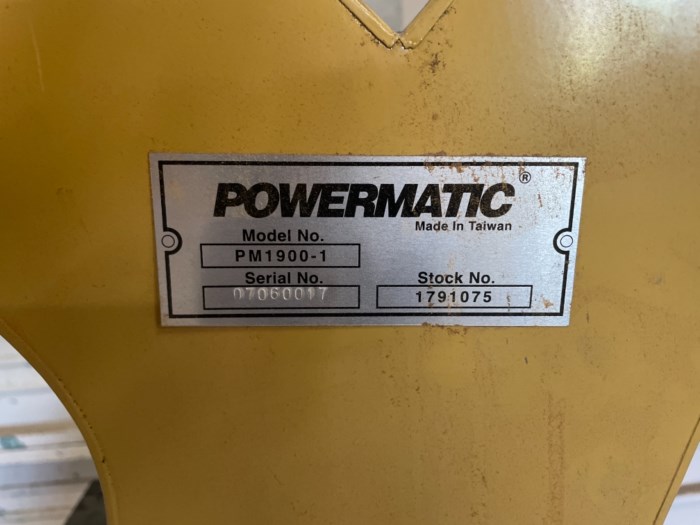 POWERMATIC®
Made In Taiwan
Model No.
PM1900-1
Serial No. Stock No.
07060017 1791075